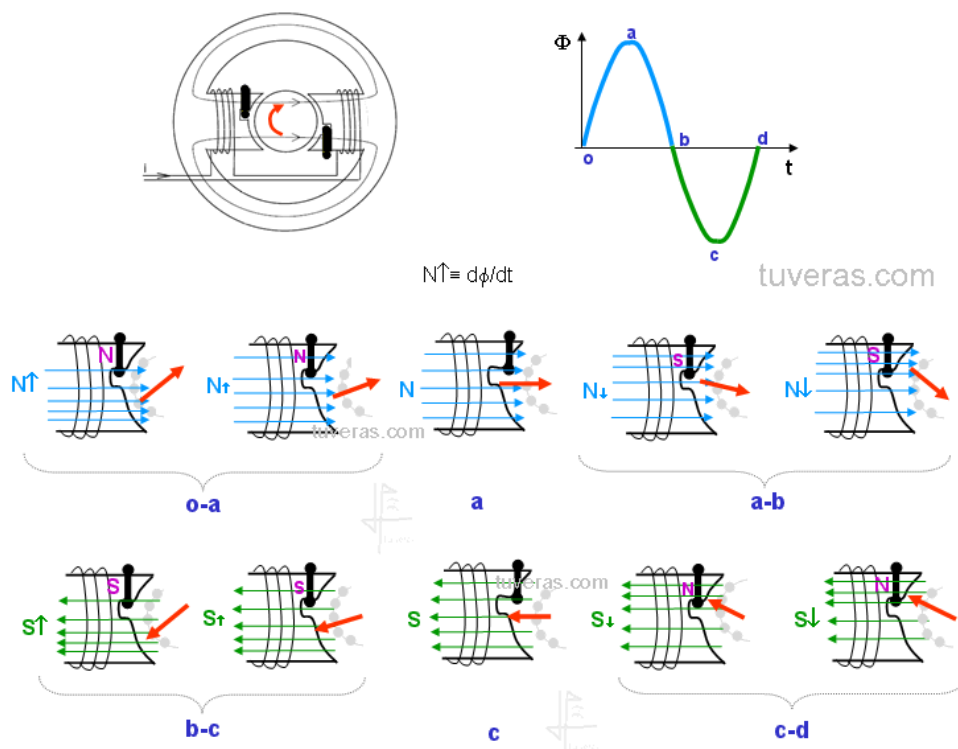 Φ
a
b
d
o
t
c
i
N↑≡ dϕ/dt
tuveras.com
N
N
S
S
N↑
N↑
N
N↓
N↓
tuveras.com
o-a
a
a-b
tuveras.com
S
S
N
N
S↑
S↑
S
S↓
S↓
b-c
c
c-d